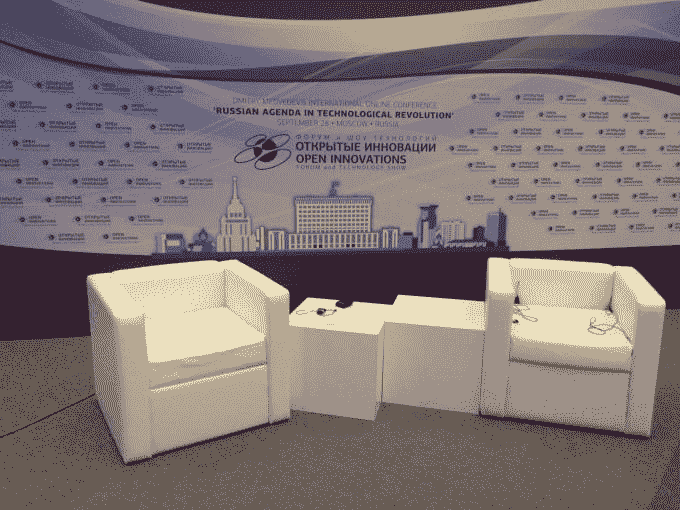 DMITRY MEDVEDEV'S INTERNATIONAL ONLINE CONFERENCE
'RUSSIAN AGENDA IN TECHNOLOGICAL REVOLUTION'
SEPTEMBER 28 • MOSCOW • RUSSIA
ФОРУМ и ШОУ ТЕХНОЛОГИЙ
ОТКРЫТЫЕ ИННОВАЦИИ
OPEN INNOVATIONS
FORUM and TECHNOLOGY SHOW